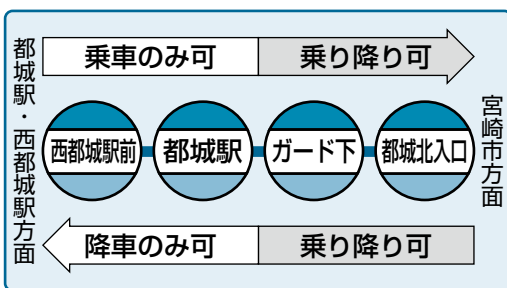 都城駅・西都城駅方面
乗車のみ可
乗り降り可
西都城駅前
都城駅
ガード下
都城北入口
宮崎市方面
降車のみ可
乗り降り可